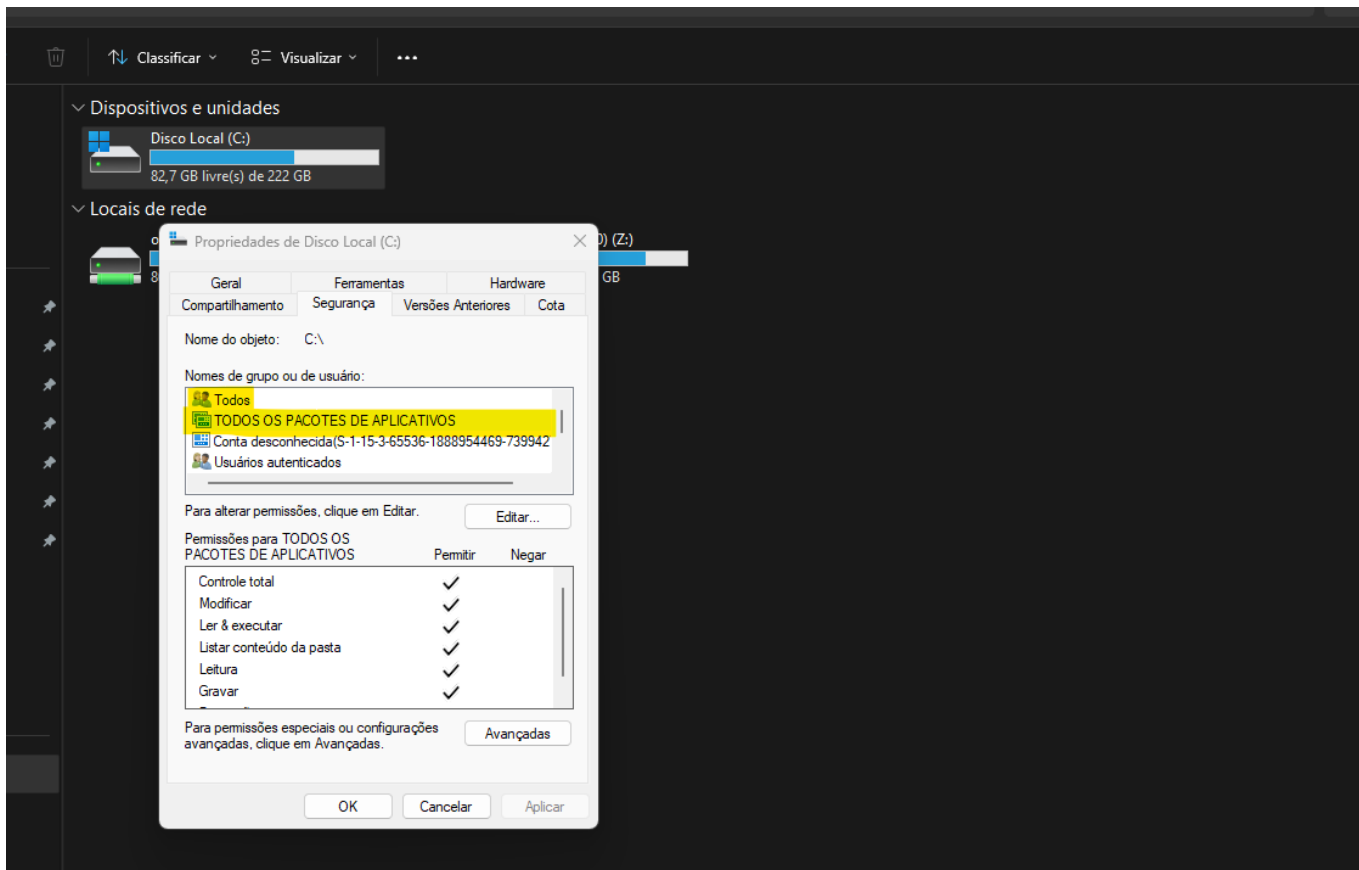 Classificar
Visualizar
Dispositivos e unidades
Disco Local (C:)
82,7 GB livre(s) de 222 GB
Locais de rede
(Z:)
GB
Propriedades de Disco Local (C:)
Geral
Ferramentas
Hardware
Compartilhamento
Segurança
Versões Anteriores
Cota
Nome do objeto: C:\
Nomes de grupo ou de usuário:
Todos
TODOS OS PACOTES DE APLICATIVOS
Conta desconhecida(S-1-15-3-65536-1888954469-739942
Usuários autenticados
Para alterar permissões, clique em Editar.
Editar...
Permissões para TODOS OS
PACOTES DE APLICATIVOS
Permitir
Negar
Controle total
Modificar
Ler & executar
Listar conteúdo da pasta
Leitura
Gravar
Para permissões especiais ou configurações
avançadas, clique em Avançadas.
Avançadas
OK
Cancelar
Aplicar